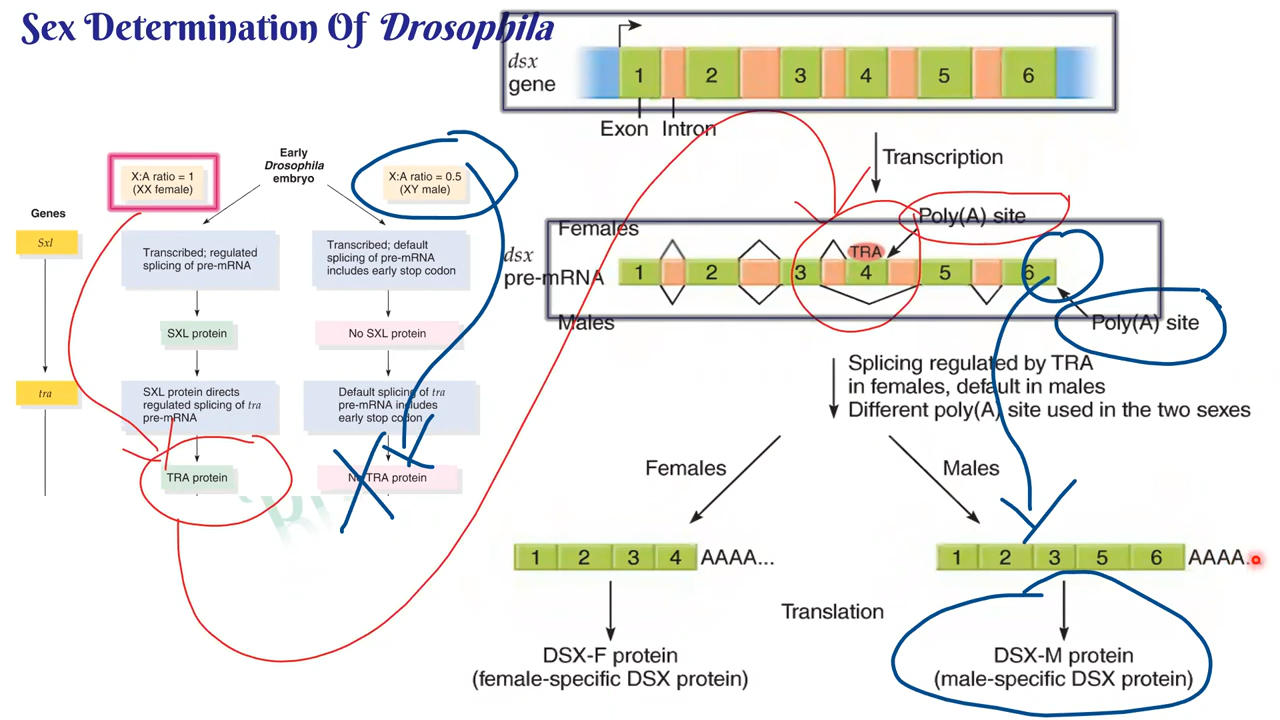 Sex Determination Of Drosophila
dsx
gene
1 2 3 4 5 6
Exon Intron
Transcription
Early
Drosophila
embryo
X:A ratio = 1
(XX female)
X:A ratio = 0.5
(XY male)
Genes
Sxl
Transcribed; regulated
splicing of pre-mRNA
Transcribed; default
splicing of pre-mRNA
includes early stop codon
SXL protein
No SXL protein
tra
SXL protein directs
regulated splicing of tra
pre-mRNA
Default splicing of tra
pre-mRNA includes
early stop codon
TRA protein
No TRA protein
Poly(A) site
Females
TRA
dsx
pre-mRNA
1 2 3 4 5 6
Males
Poly(A) site
Splicing regulated by TRA
in females, default in males
Different poly(A) site used in the two sexes
Females
Males
1 2 3 4 AAAA...
1 2 3 5 6 AAAA.
Translation
DSX-F protein
(female-specific DSX protein)
DSX-M protein
(male-specific DSX protein)